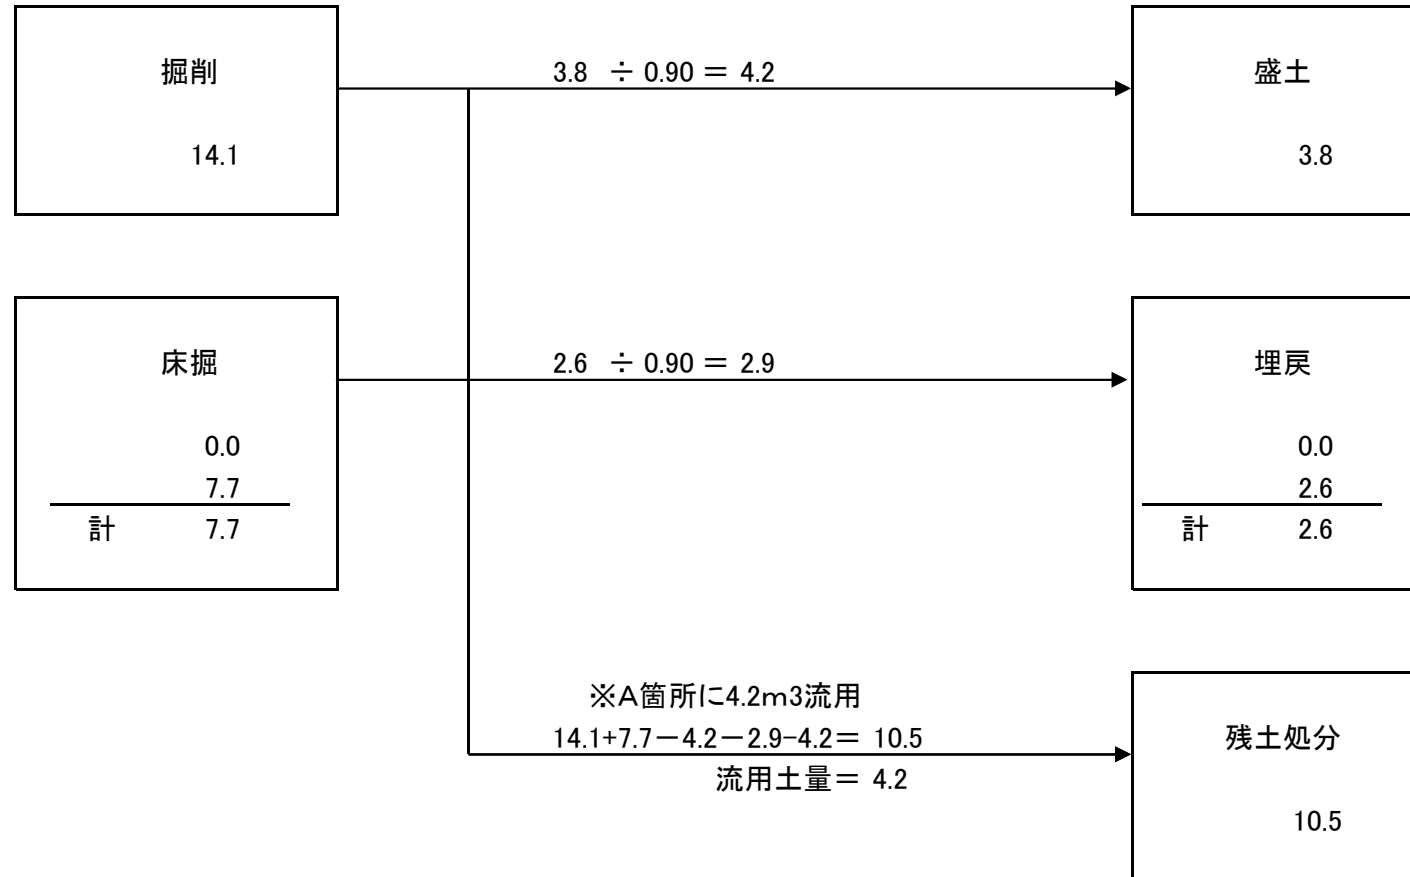 掘削
14.1
3.8 ÷ 0.90 = 4.2
盛土
3.8
床掘
0.0
7.7
計 7.7
2.6 ÷ 0.90 = 2.9
埋戻
0.0
2.6
計 2.6
※A箇所に4.2m3流用
14.1+7.7－4.2－2.9-4.2＝ 10.5
流用土量＝ 4.2
残土処分
10.5